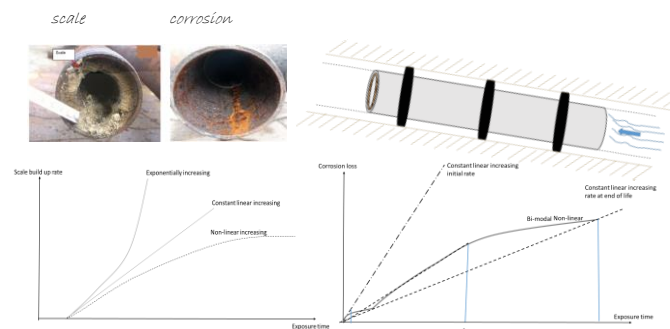 scale
corrosion
Scale
Scale build up rate
Exponentially increasing
Constant linear increasing
Non-linear increasing
Exposure time
Corrosion loss
Constant linear increasing
initial rate
Constant linear increasing
rate at end of life
Bi-modal Non-linear
Exposure time